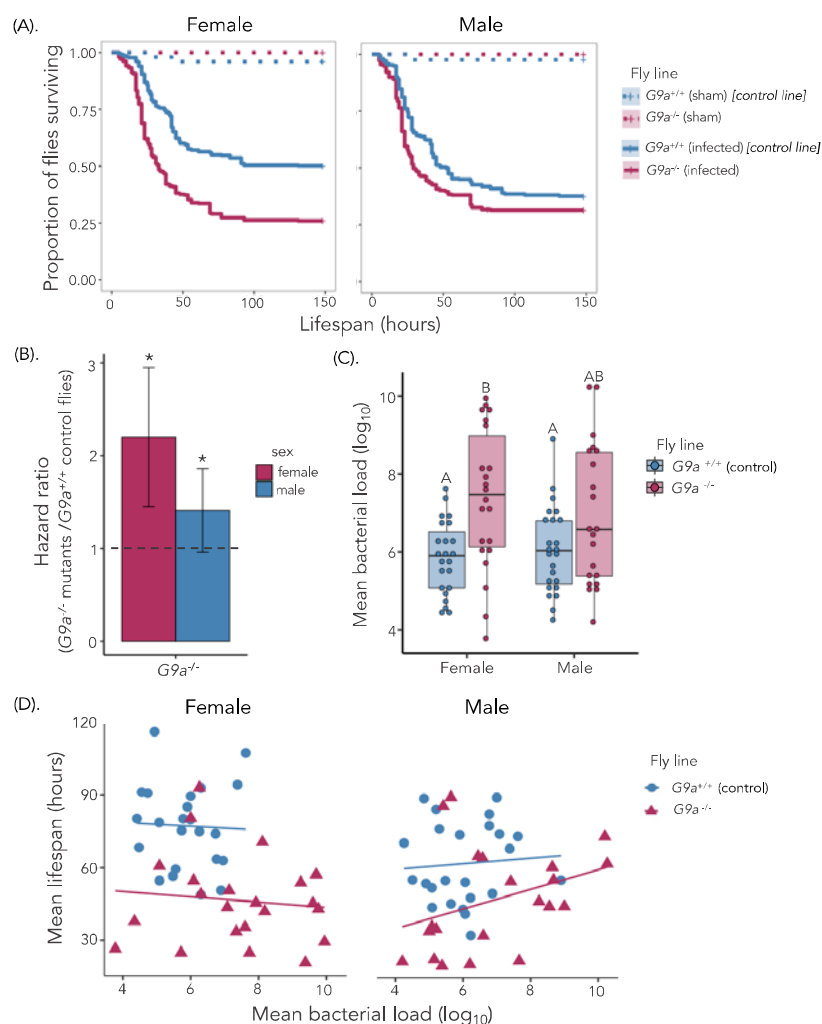 (A).
Female
Male
Proportion of flies surviving
1.00
0.75
0.50
0.25
0.00
0
50
100
150
0
50
100
150
Lifespan (hours)
Fly line
G9a+/+ (sham) [control line]
G9a-/- (sham)
G9a+/+ (infected) [control line]
G9a-/- (infected)
(B).
Hazard ratio
(G9a-/- mutants /G9a+/+ control flies)
3
2
1
0
*
*
G9a-/-
sex
female
male
(C).
Mean bacterial load (log10)
10
8
6
4
A
B
A
AB
Female
Male
Fly line
G9a +/+ (control)
G9a -/-
(D).
Female
Male
Mean lifespan (hours)
120
90
60
30
4
6
8
10
4
6
8
10
Mean bacterial load (log10)
Fly line
G9a+/+ (control)
G9a-/-